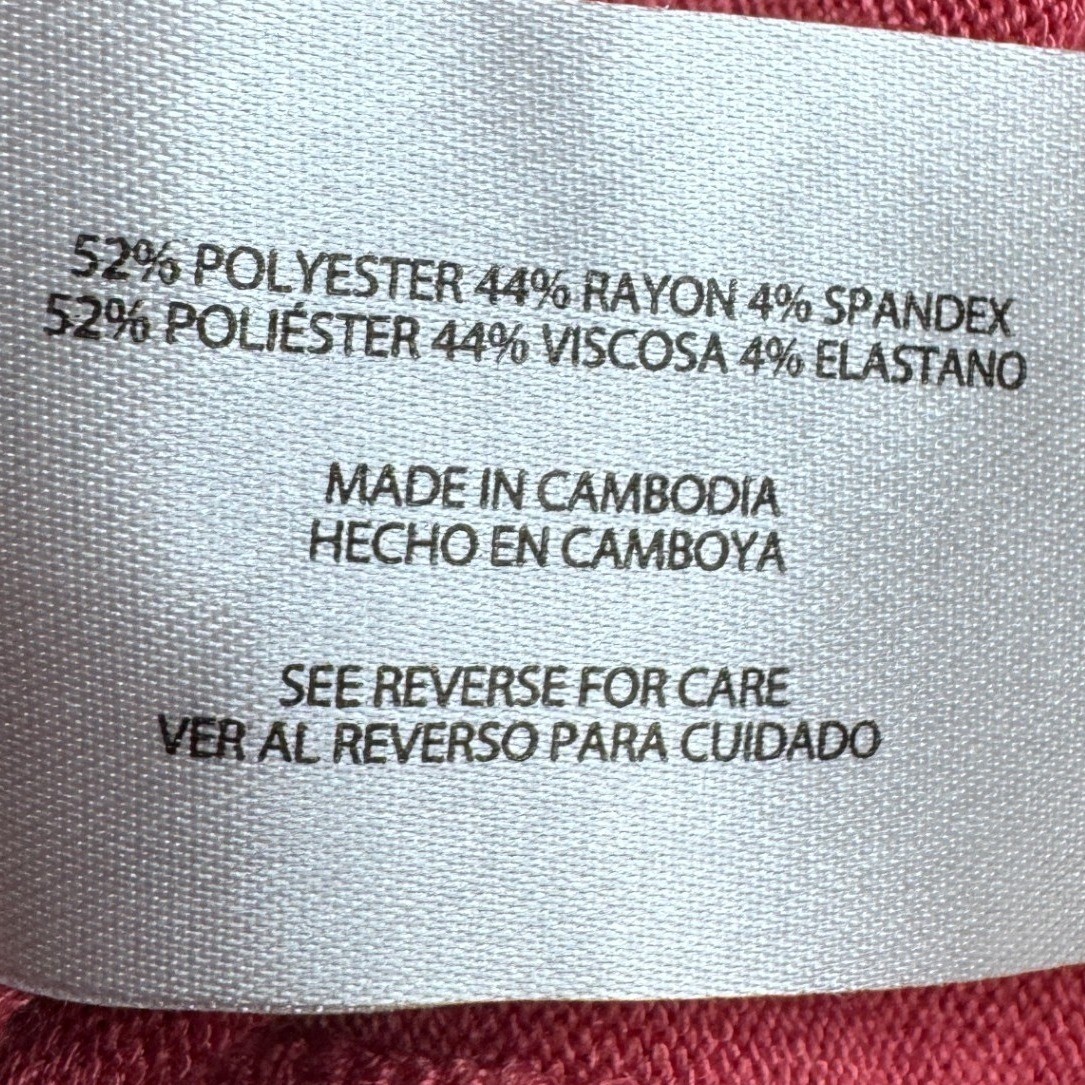 52% POLYESTER 44% RAYON 4% SPANDEX
52% POLIÉSTER 44% VISCOSA 4% ELASTANO
MADE IN CAMBODIA
HECHO EN CAMBOYA
SEE REVERSE FOR CARE
VER AL REVERSO PARA CUIDADO